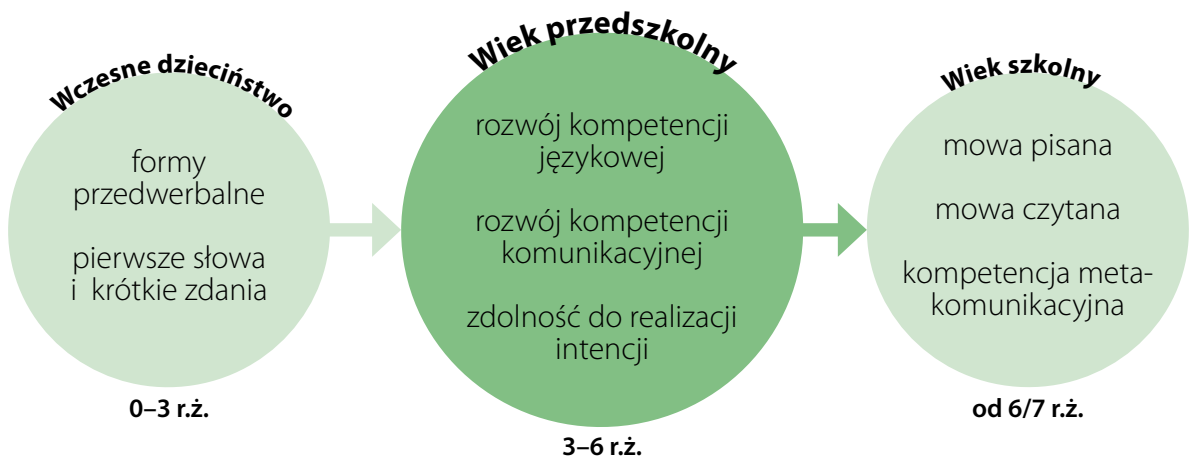 Wczesne dzieciństwo
formy
przedwerbalne
pierwsze słowa
i krótkie zdania
0–3 r.ż.
Wiek przedszkolny
rozwój kompetencji
językowej
rozwój kompetencji
komunikacyjnej
zdolność do realizacji
intencji
3–6 r.ż.
Wiek szkolny
mowa pisana
mowa czytana
kompetencja meta-
komunikacyjna
od 6/7 r.ż.